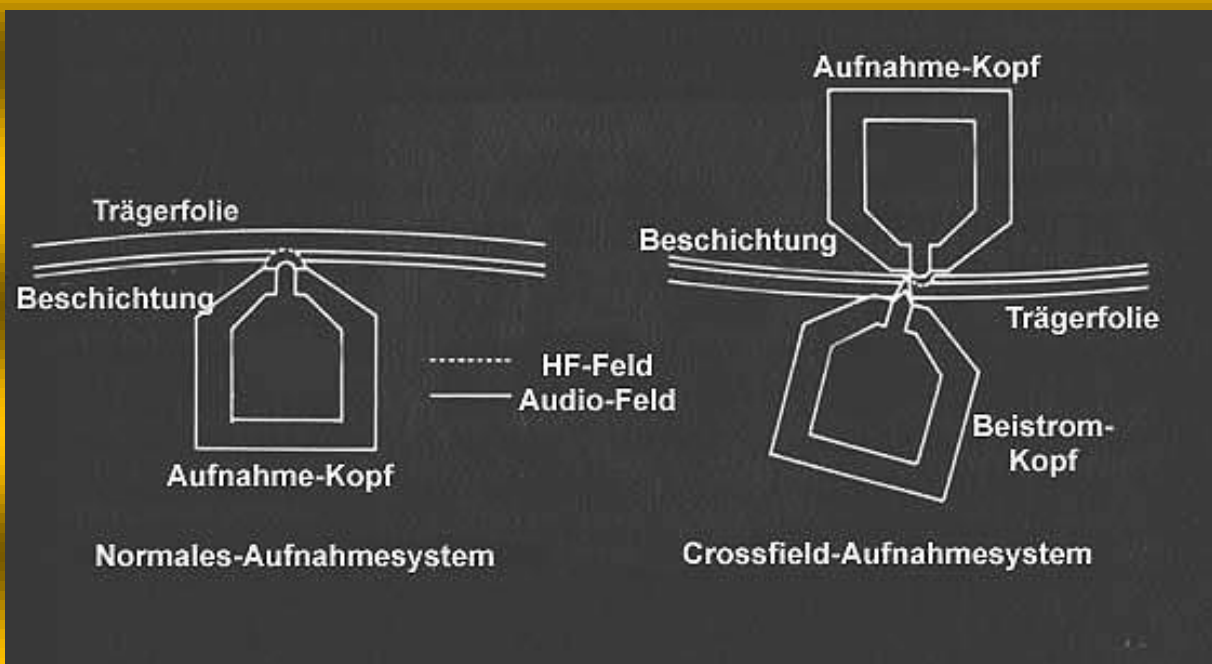 Aufnahme-Kopf
Trägerfolie
Beschichtung
Beschichtung
Trägerfolie
HF-Feld
Audio-Feld
Beistrom-
Kopf
Aufnahme-Kopf
Normales-Aufnahmesystem
Crossfield-Aufnahmesystem